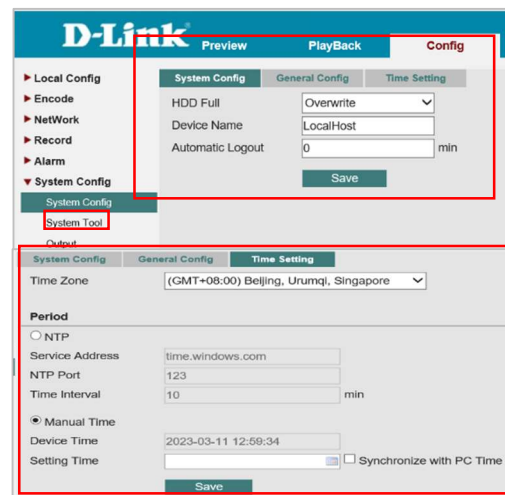 D-Link
Preview PlayBack Config
Local Config
Encode
NetWork
Record
Alarm
System Config
System Config
System Tool
Output
System Config General Config Time Setting
HDD Full Overwrite
Device Name LocalHost
Automatic Logout 0 min
Save
System Config General Config Time Setting
Time Zone (GMT+08:00) Beijing, Urumqi, Singapore
Period
NTP
Service Address time.windows.com
NTP Port 123
Time Interval 10 min
Manual Time
Device Time 2023-03-11 12:59:34
Setting Time Synchronize with PC Time
Save